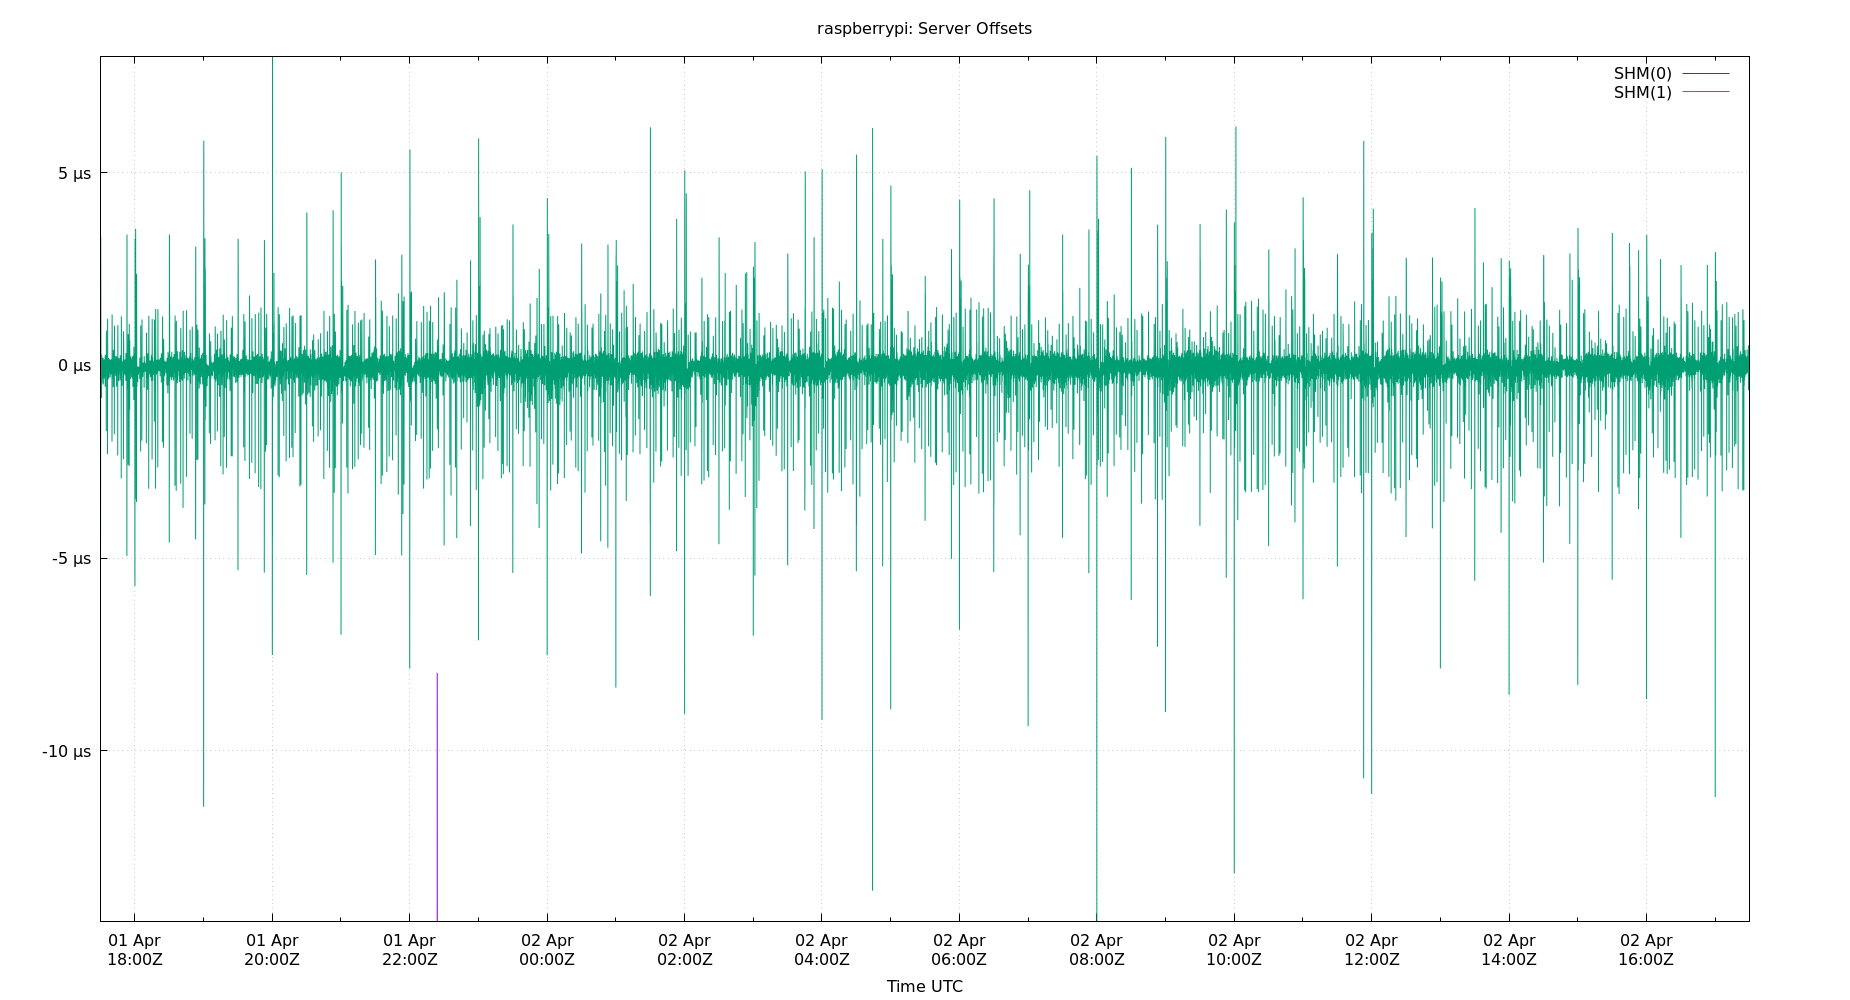 raspberrypi: Server Offsets
SHM(0)
SHM(1)
5 µs
0 µs
-5 µs
-10 µs
01 Apr 01 Apr 01 Apr 02 Apr 02 Apr 02 Apr 02 Apr 02 Apr 02 Apr 02 Apr 02 Apr 02 Apr
18:00Z 20:00Z 22:00Z 00:00Z 02:00Z 04:00Z 06:00Z 08:00Z 10:00Z 12:00Z 14:00Z 16:00Z
Time UTC